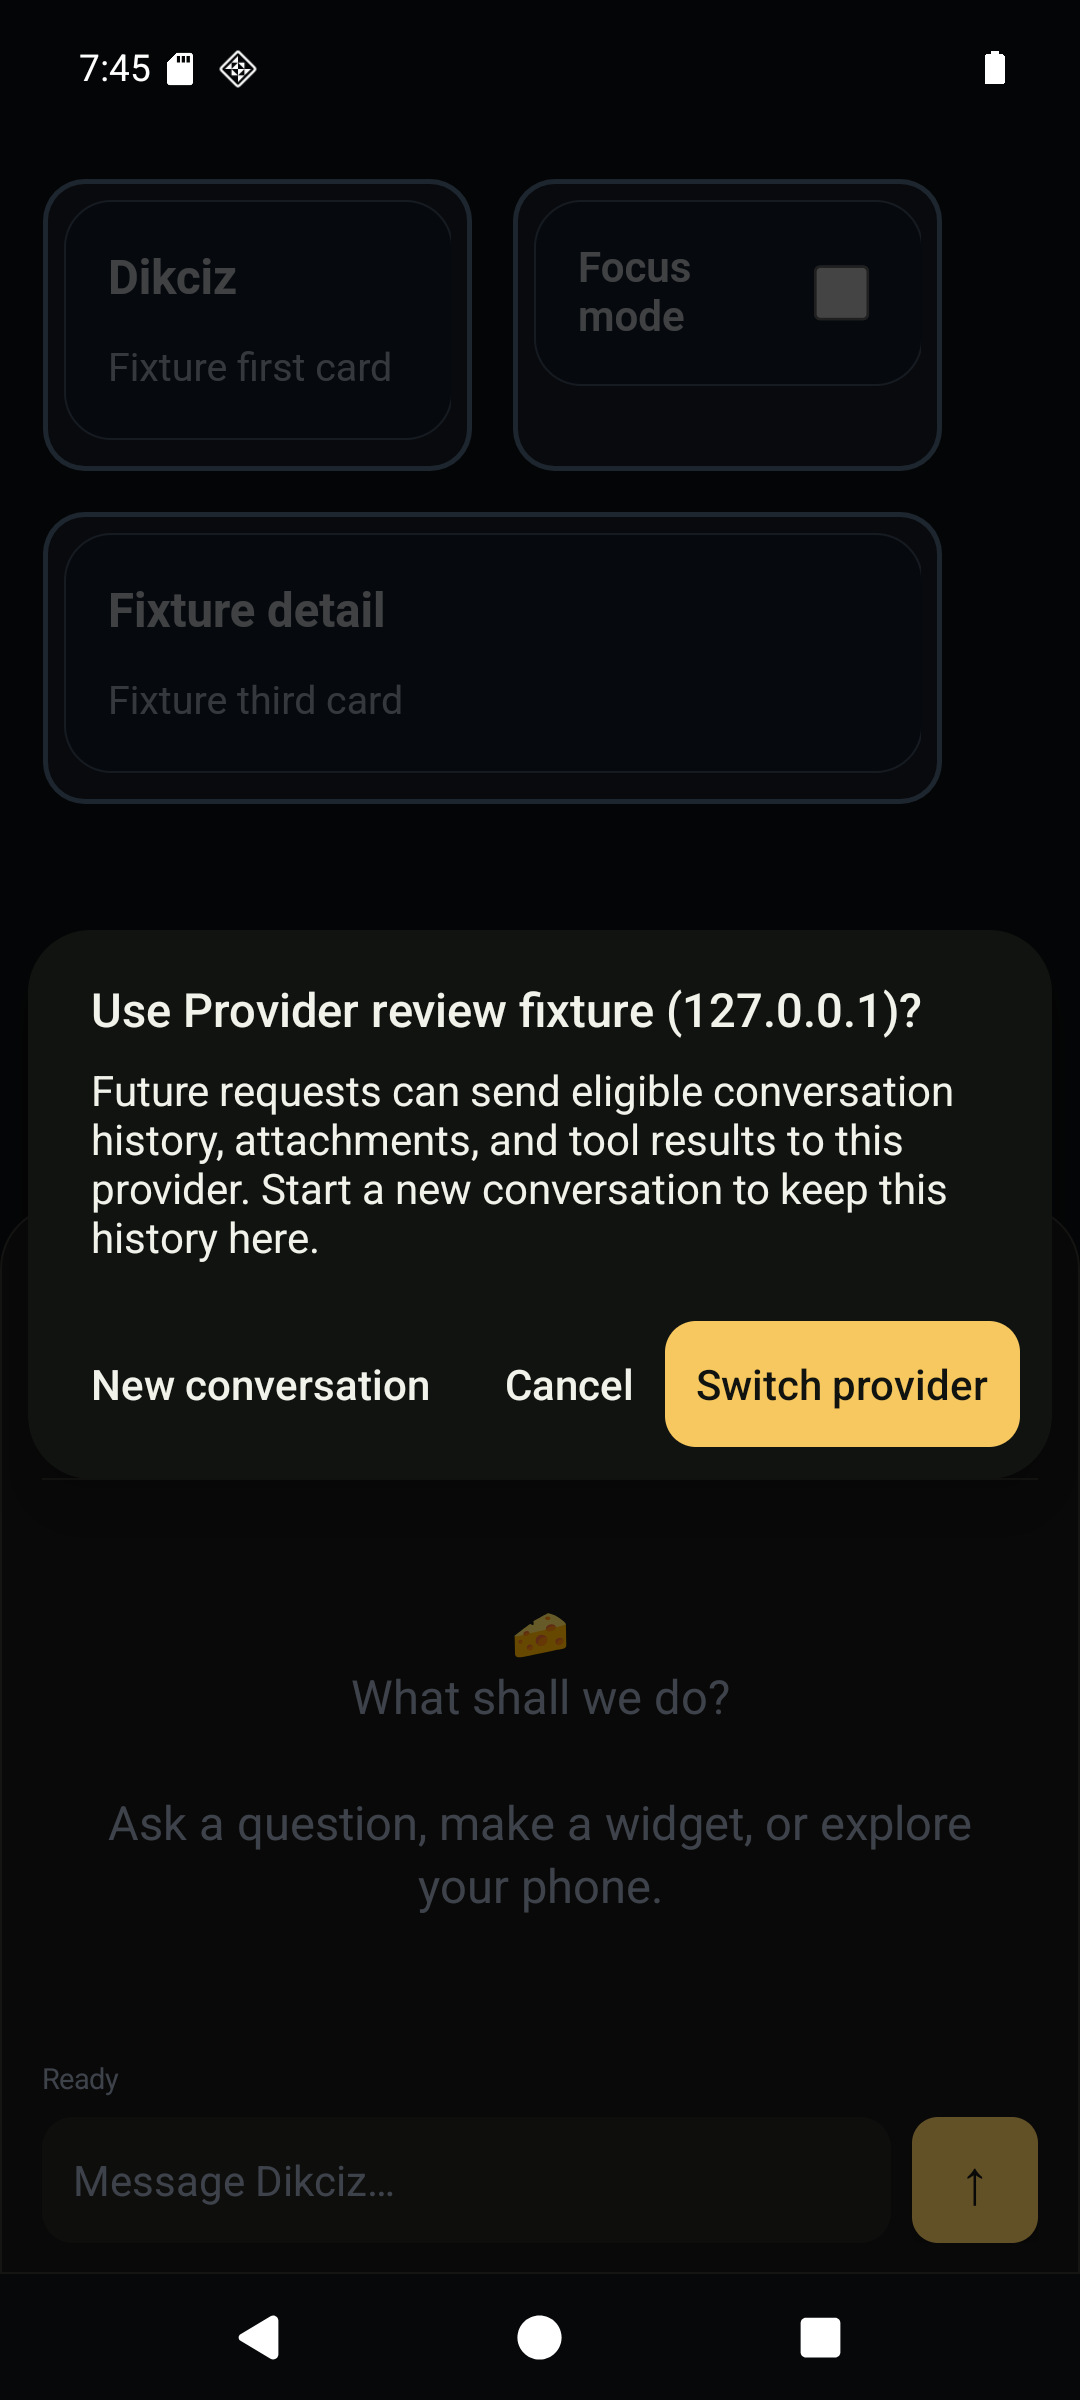 7:45
Dikciz
Fixture first card
Focus
mode
Fixture detail
Fixture third card
Use Provider review fixture (127.0.0.1)?
Future requests can send eligible conversation
history, attachments, and tool results to this
provider. Start a new conversation to keep this
history here.
New conversation
Cancel
Switch provider
What shall we do?
Ask a question, make a widget, or explore
your phone.
Ready
Message Dikciz…
↑